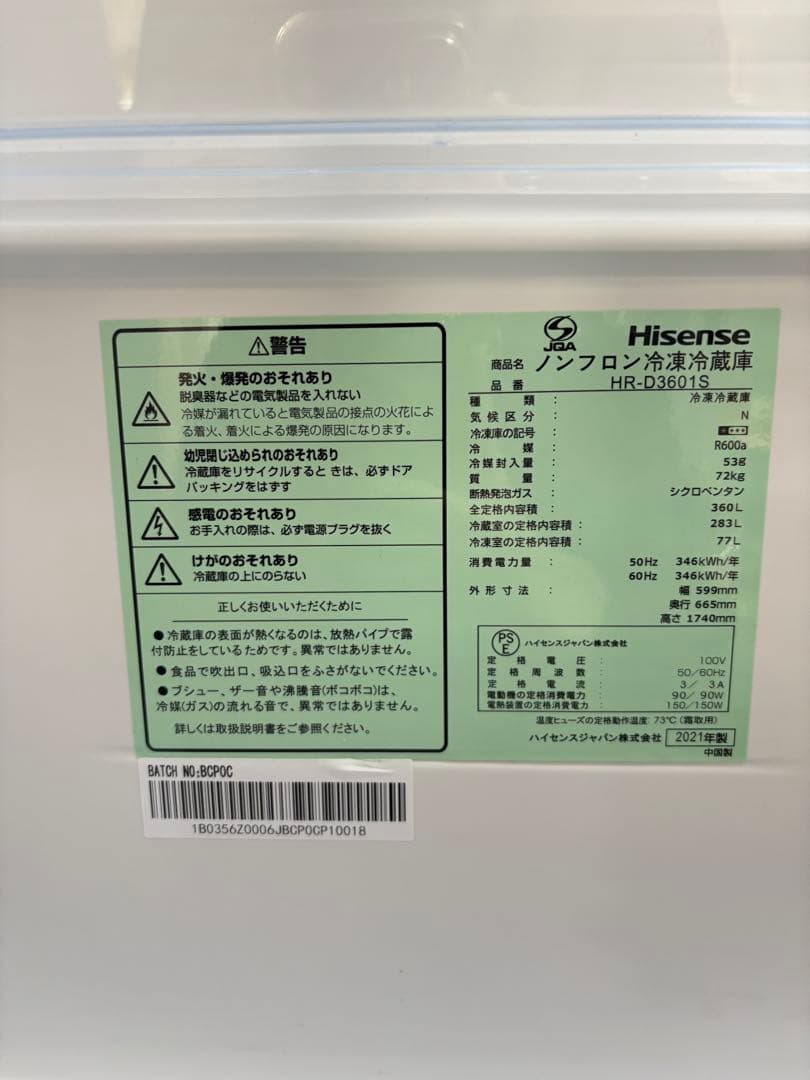 警告
発火・爆発のおそれあり
脱臭器などの電気製品を入れない
冷媒が漏れていると電気製品の接点の火花によ
る着火、着火による爆発の原因になります。
幼児閉じ込められのおそれあり
冷蔵庫をリサイクルすると きは、必ずドア
パッキングをはずす
感電のおそれあり
お手入れの際は、必ず電源プラグを抜く
けがのおそれあり
冷蔵庫の上にのらない
正しくお使いいただくために
●冷蔵庫の表面が熱くなるのは、放熱パイプで露
付防止をしているためです。異常ではありません。
●食品で吹出口、吸込口をふさがないでください。
●ブシュー、ザー音や沸騰音(ボコボコ)は、
冷媒(ガス)の流れる音で、異常ではありません。
詳しくは取扱説明書をご参照ください。
JQA
Hisense
商品名 ノンフロン冷凍冷蔵庫
品番 HR-D3601S
種類 : 冷凍冷蔵庫
気候区分 : N
冷凍庫の記号 :
冷媒 : R600a
冷媒封入量 : 53g
質量 : 72kg
断熱発泡ガス : シクロペンタン
全定格内容積 : 360L
冷蔵室の定格内容積 : 283L
冷凍室の定格内容積 : 77L
消費電力量 : 50Hz 346kWh/年
60Hz 346kWh/年
外形寸法 : 幅 599mm
奥行 665mm
高さ 1740mm
PSE ハイセンスジャパン株式会社
定格電圧 : 100V
定格周波数 : 50/60Hz
定格電流 : 3/ 3A
電動機の定格消費電力 : 90/ 90W
電熱装置の定格消費電力 : 150/150W
温度ヒューズの定格動作温度: 73℃(霜取用)
ハイセンスジャパン株式会社 2021年製
中国製
BATCH NO:BCP0C
1B0356Z0006JBCP0CP10018